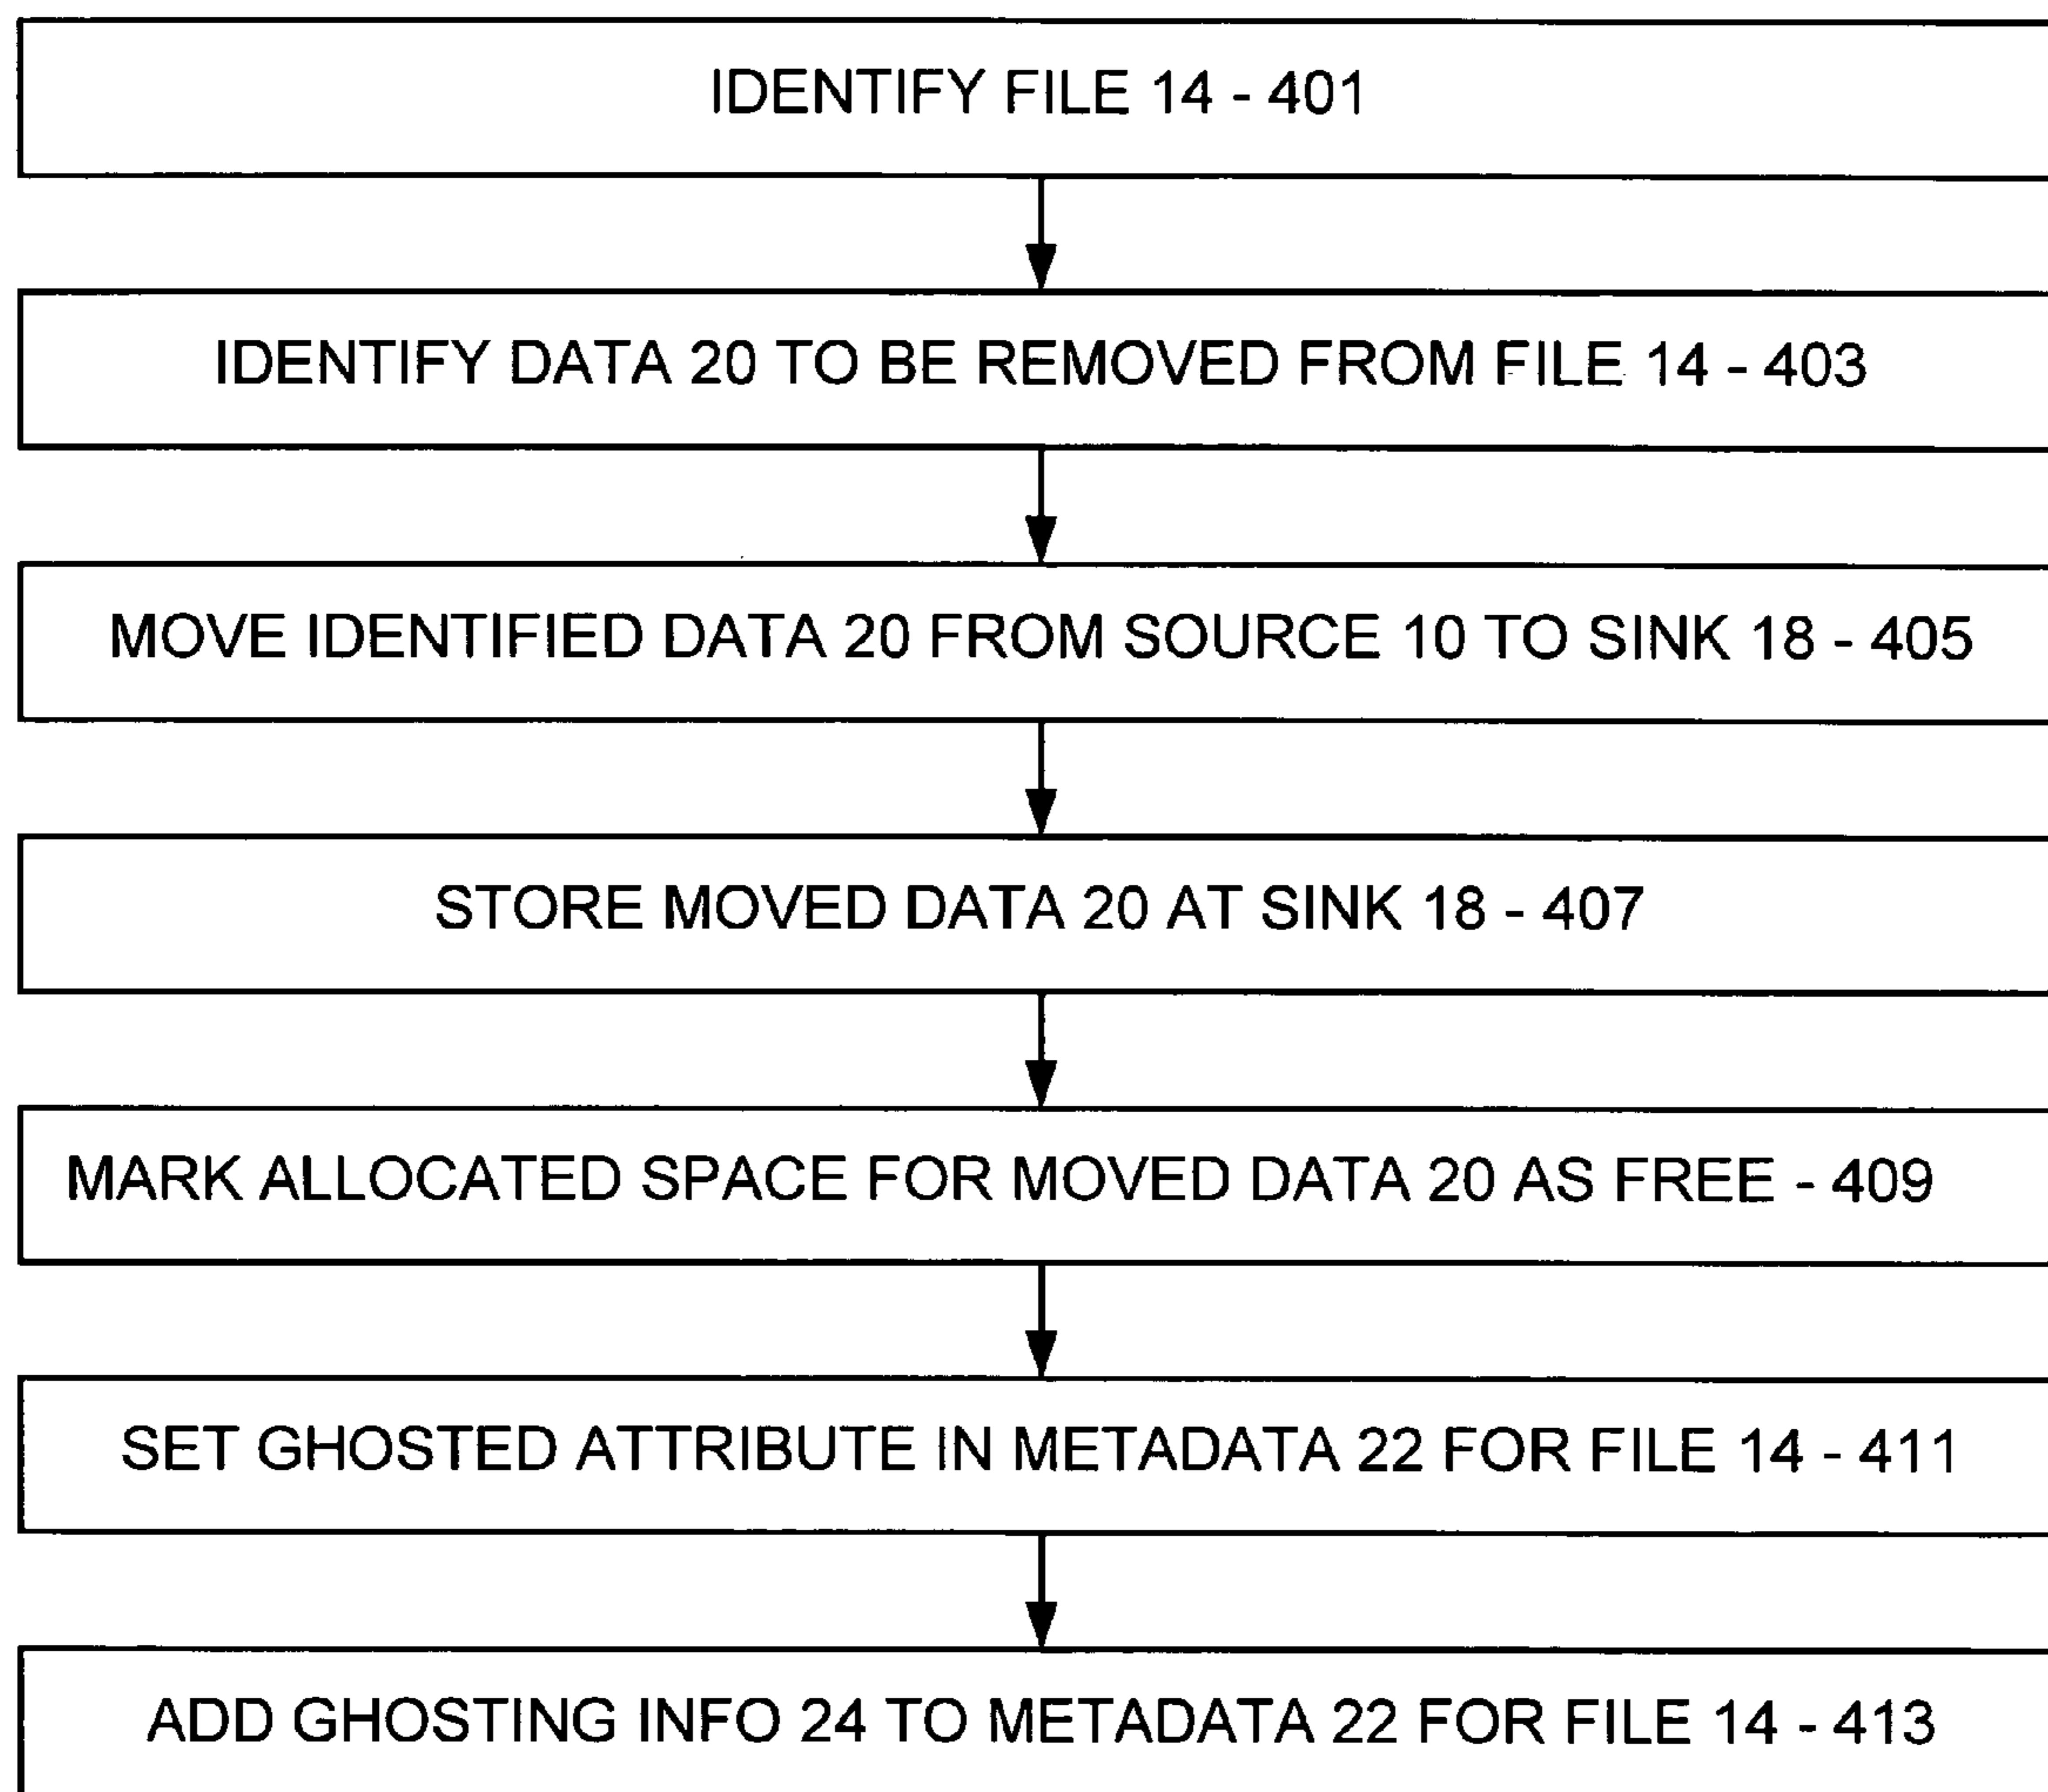 IDENTIFY FILE 14 - 401
IDENTIFY DATA 20 TO BE REMOVED FROM FILE 14 - 403
MOVE IDENTIFIED DATA 20 FROM SOURCE 10 TO SINK 18 - 405
STORE MOVED DATA 20 AT SINK 18 - 407
MARK ALLOCATED SPACE FOR MOVED DATA 20 AS FREE - 409
SET GHOSTED ATTRIBUTE IN METADATA 22 FOR FILE 14 - 411
ADD GHOSTING INFO 24 TO METADATA 22 FOR FILE 14 - 413